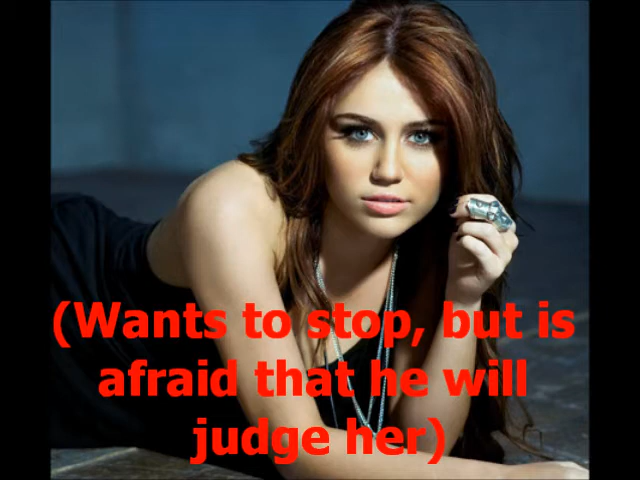 (Wants to stop, but is
afraid that he will
judge her)